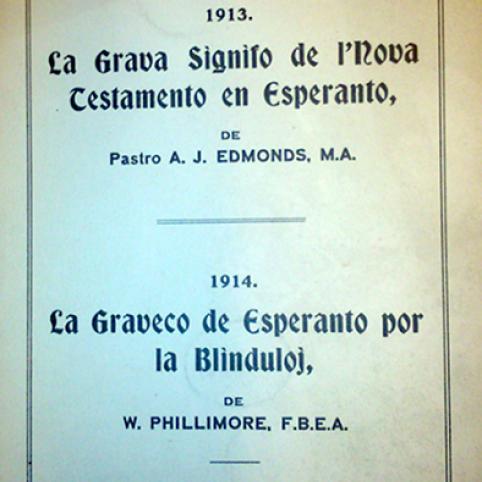 1913.
La Grava Signifo de l'Nova
Testamento en Esperanto,
DE
Pastro A. J. EDMONDS, M.A.
1914.
La Graveco de Esperanto por
la Blinduloj,
DE
W. PHILLIMORE, F.B.E.A.